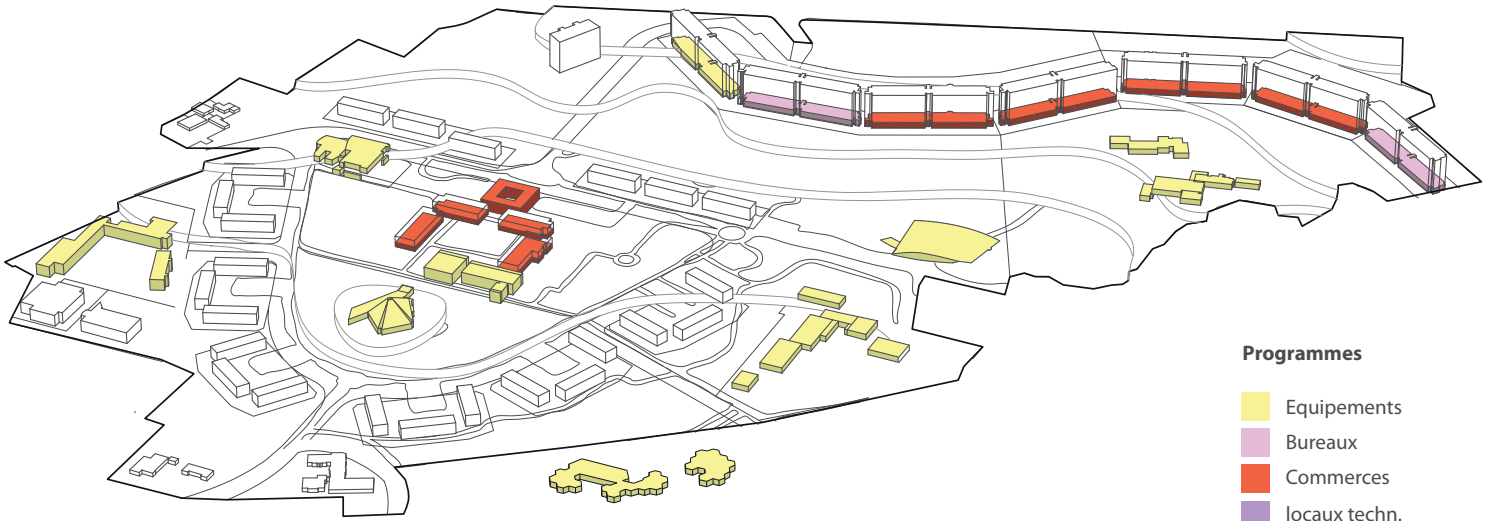 Programmes
Equipements
Bureaux
Commerces
locaux techn.